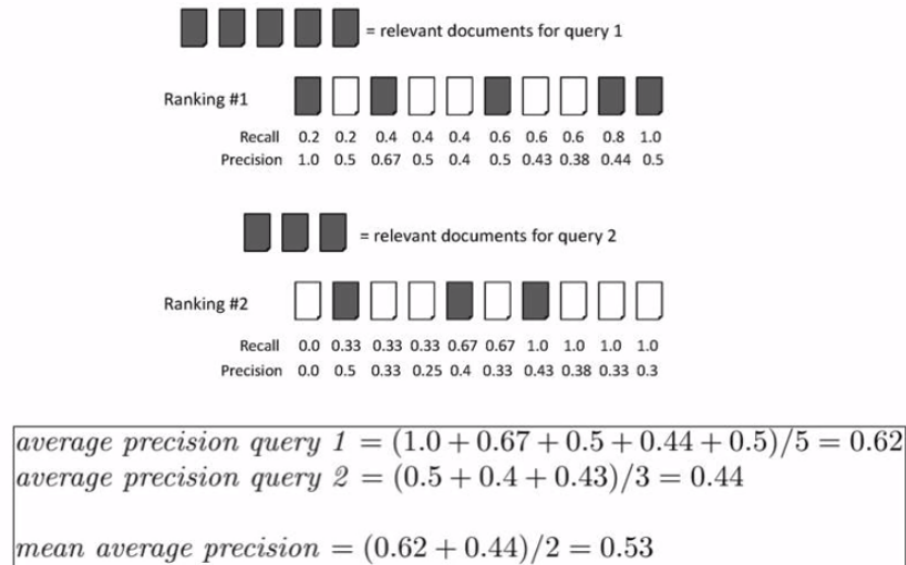 = relevant documents for query 1
Ranking #1
Recall 0.2 0.2 0.4 0.4 0.4 0.6 0.6 0.6 0.8 1.0
Precision 1.0 0.5 0.67 0.5 0.4 0.5 0.43 0.38 0.44 0.5
= relevant documents for query 2
Ranking #2
Recall 0.0 0.33 0.33 0.33 0.67 0.67 1.0 1.0 1.0 1.0
Precision 0.0 0.5 0.33 0.25 0.4 0.33 0.43 0.38 0.33 0.3
average precision query 1 = (1.0 + 0.67 + 0.5 + 0.44 + 0.5)/5 = 0.62
average precision query 2 = (0.5 + 0.4 + 0.43)/3 = 0.44
mean average precision = (0.62 + 0.44)/2 = 0.53